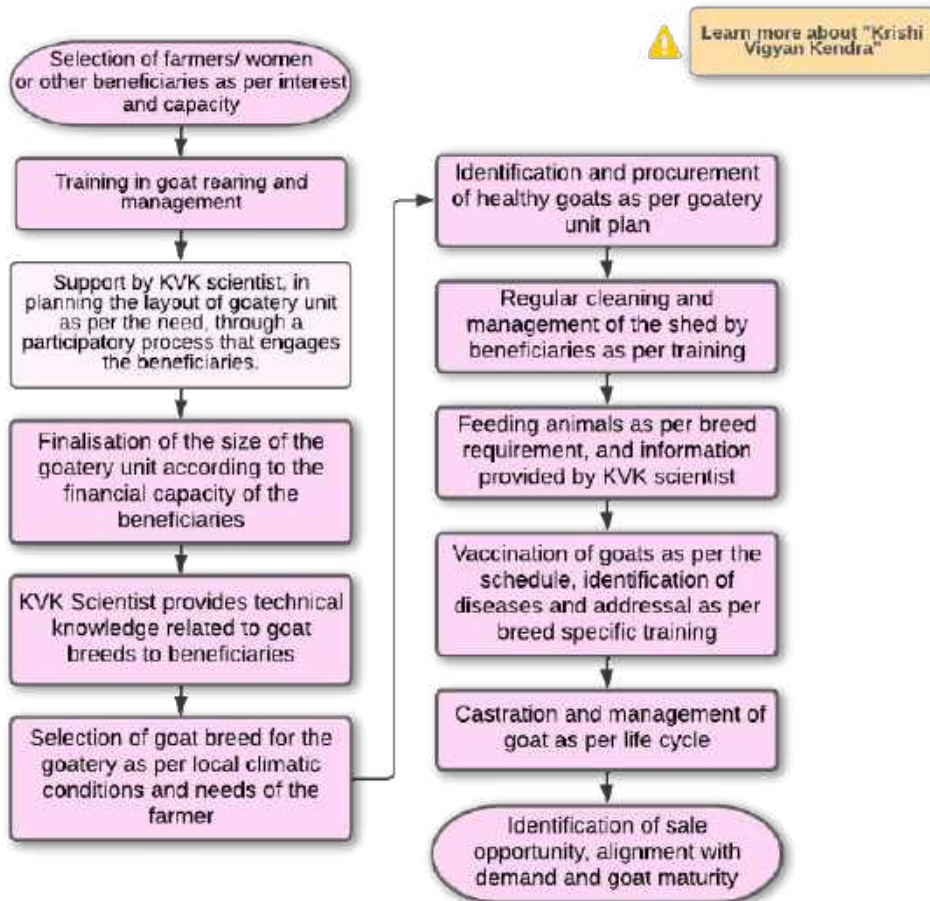 Learn more about "Krishi
Vigyan Kendra"
Selection of farmers/ women
or other beneficiaries as per interest
and capacity
Training in goat rearing and
management
Support by KVK scientist, in
planning the layout of goatery unit
as per the need, through a
participatory process that engages
the beneficiaries.
Finalisation of the size of the
goatery unit according to the
financial capacity of the
beneficiaries
KVK Scientist provides technical
knowledge related to goat
breeds to beneficiaries
Selection of goat breed for the
goatery as per local climatic
conditions and needs of the
farmer
Identification and procurement
of healthy goats as per goatery
unit plan
Regular cleaning and
management of the shed by
beneficiaries as per training
Feeding animals as per breed
requirement, and information
provided by KVK scientist
Vaccination of goats as per the
schedule, identification of
diseases and addressal as per
breed specific training
Castration and management of
goat as per life cycle
Identification of sale
opportunity, alignment with
demand and goat maturity